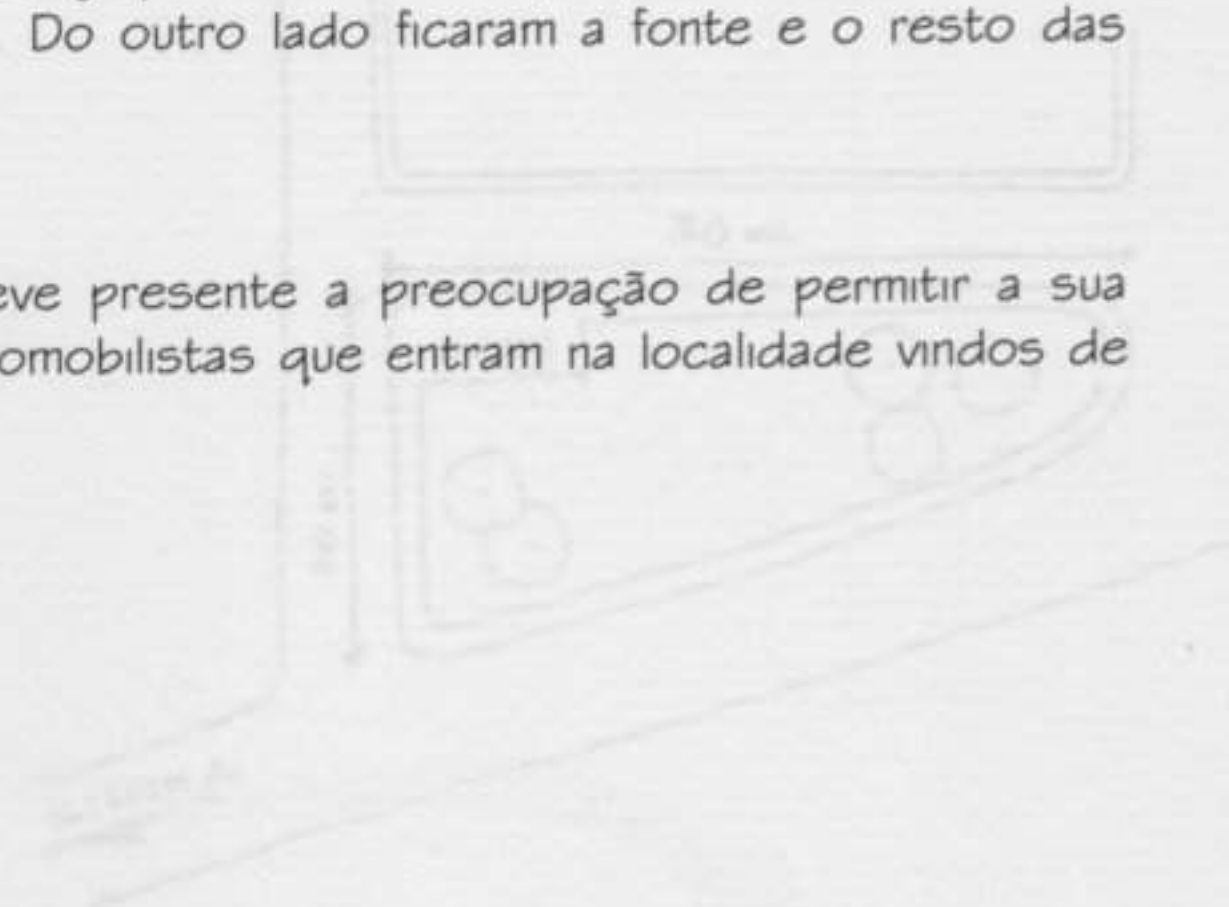 Do outro lado ficaram a fonte e o resto das
30 m
eve presente a preocupação de permitir a sua
omobilistas que entram na localidade vindos de